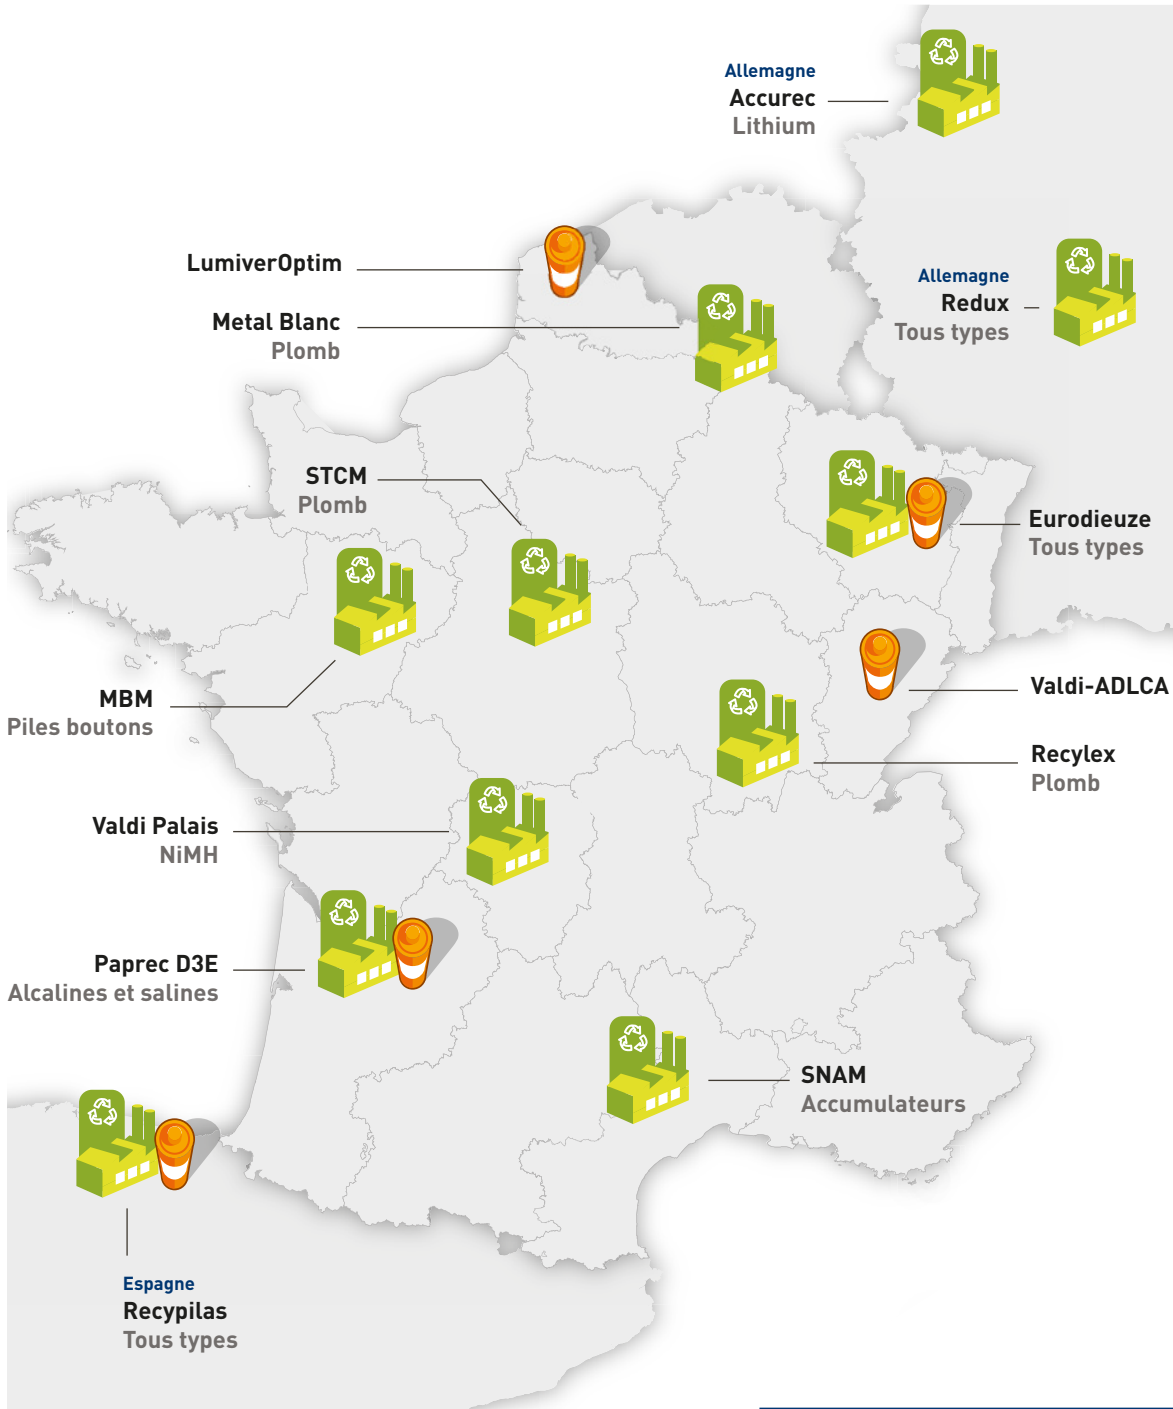 Allemagne
Accurec
Lithium
LumiverOptim
Allemagne
Redux
Tous types
Metal Blanc
Plomb
STCM
Plomb
Eurodieuze
Tous types
MBM
Piles boutons
Valdi-ADLCA
Recylex
Plomb
Valdi Palais
NiMH
Paprec D3E
Alcalines et salines
SNAM
Accumulateurs
Espagne
Recypilas
Tous types